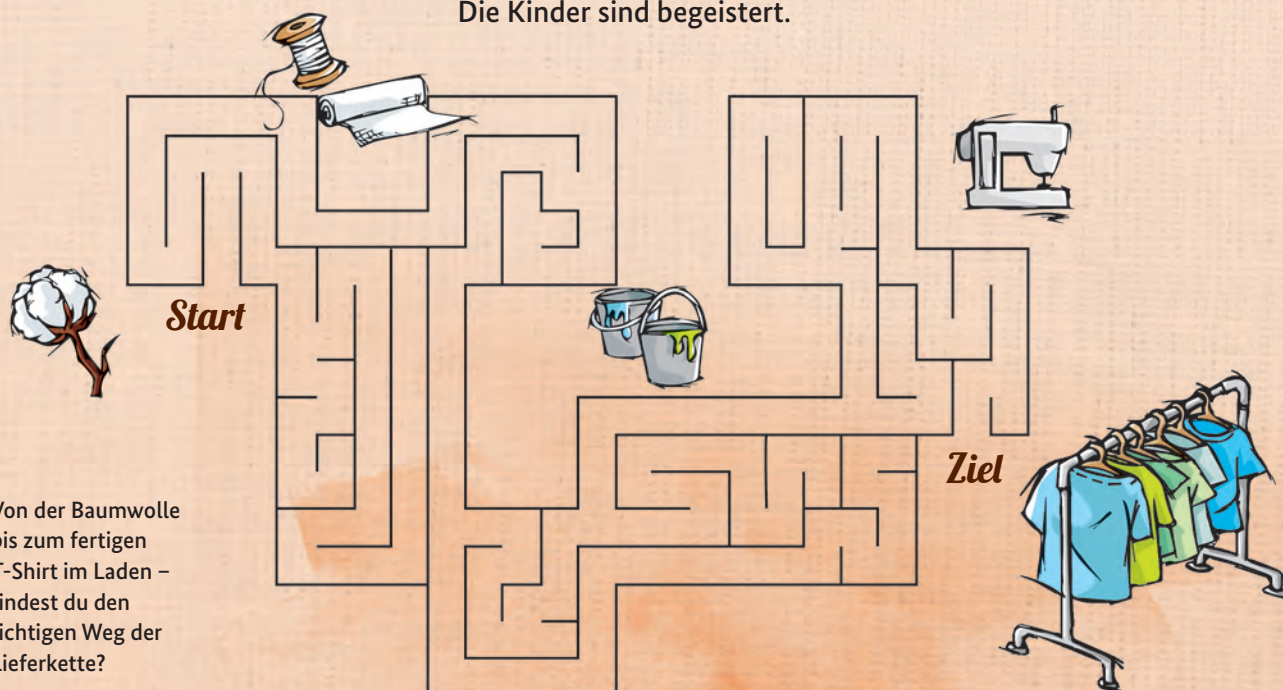 Die Kinder sind begeistert.
Start
Ziel
Von der Baumwolle
bis zum fertigen
T-Shirt im Laden –
findest du den
richtigen Weg der
Lieferkette?